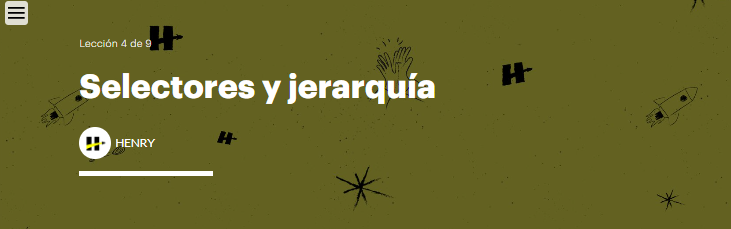 Lección 4 de 9
Selectores y jerarquía
HENRY